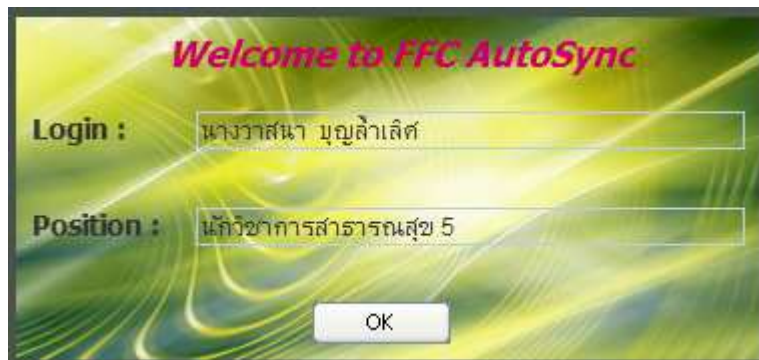 Welcome to FFC AutoSync
Login : นางวาสนา บุญล้ำเลิศ
Position : นักวิชาการสาธารณสุข 5
OK